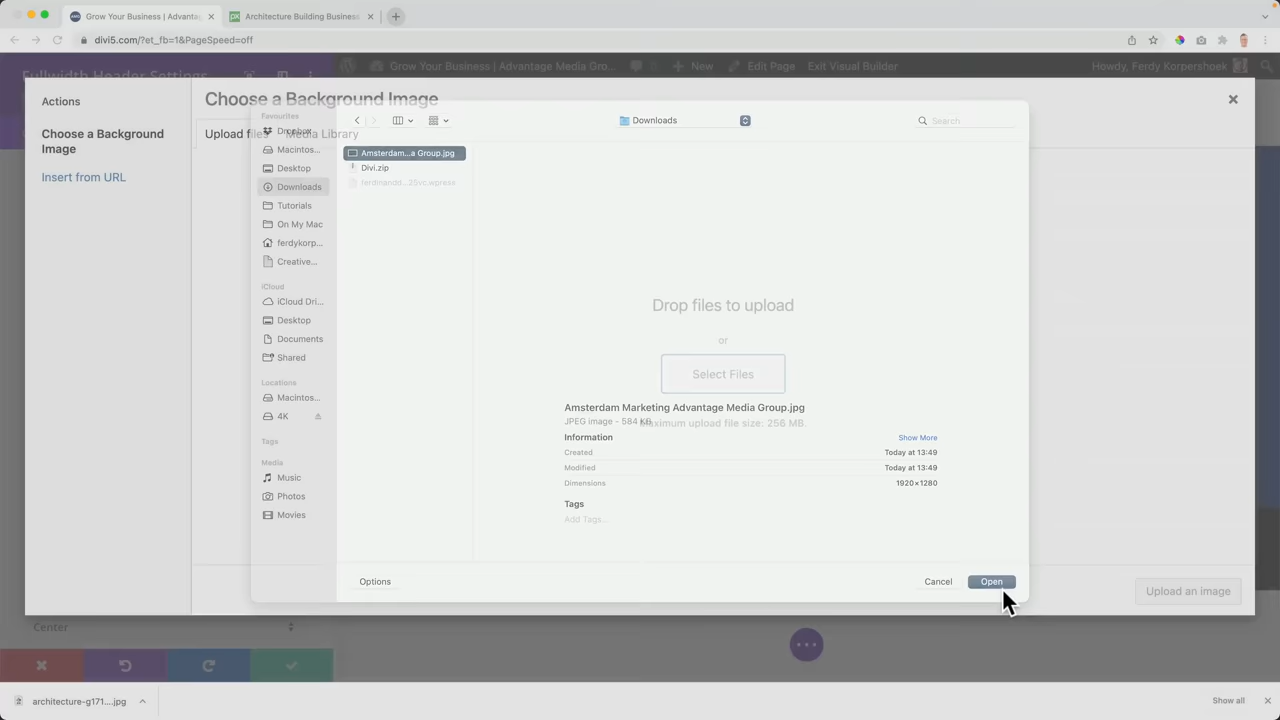 Grow Your Business | Advantag
Architecture Building Business
divi5.com/?et_fb=1&PageSpeed=off
Fullwidth Header Settings
Grow Your Business | Advantage Media Gro...
New
Edit Page
Exit Visual Builder
Howdy, Ferdy Korpershoek
Actions
Choose a Background Image
Choose a Background
Image
Insert from URL
Upload files
Media Library
Favourites
Dropbox
Macintos...
Desktop
Downloads
Tutorials
On My Mac
ferdykorp...
Creative...
iCloud
iCloud Dri...
Desktop
Documents
Shared
Locations
Macintos...
4K
Tags
Media
Music
Photos
Movies
Downloads
Search
Amsterdam...a Group.jpg
Divi.zip
Drop files to upload
or
Select Files
Amsterdam Marketing Advantage Media Group.jpg
JPEG image - 584 KB
Maximum upload file size: 256 MB.
Information
Show More
Created
Today at 13:49
Modified
Today at 13:49
Dimensions
1920×1280
Tags
Add Tags...
Options
Cancel
Open
Upload an image
Center
architecture-g171....jpg
Show all